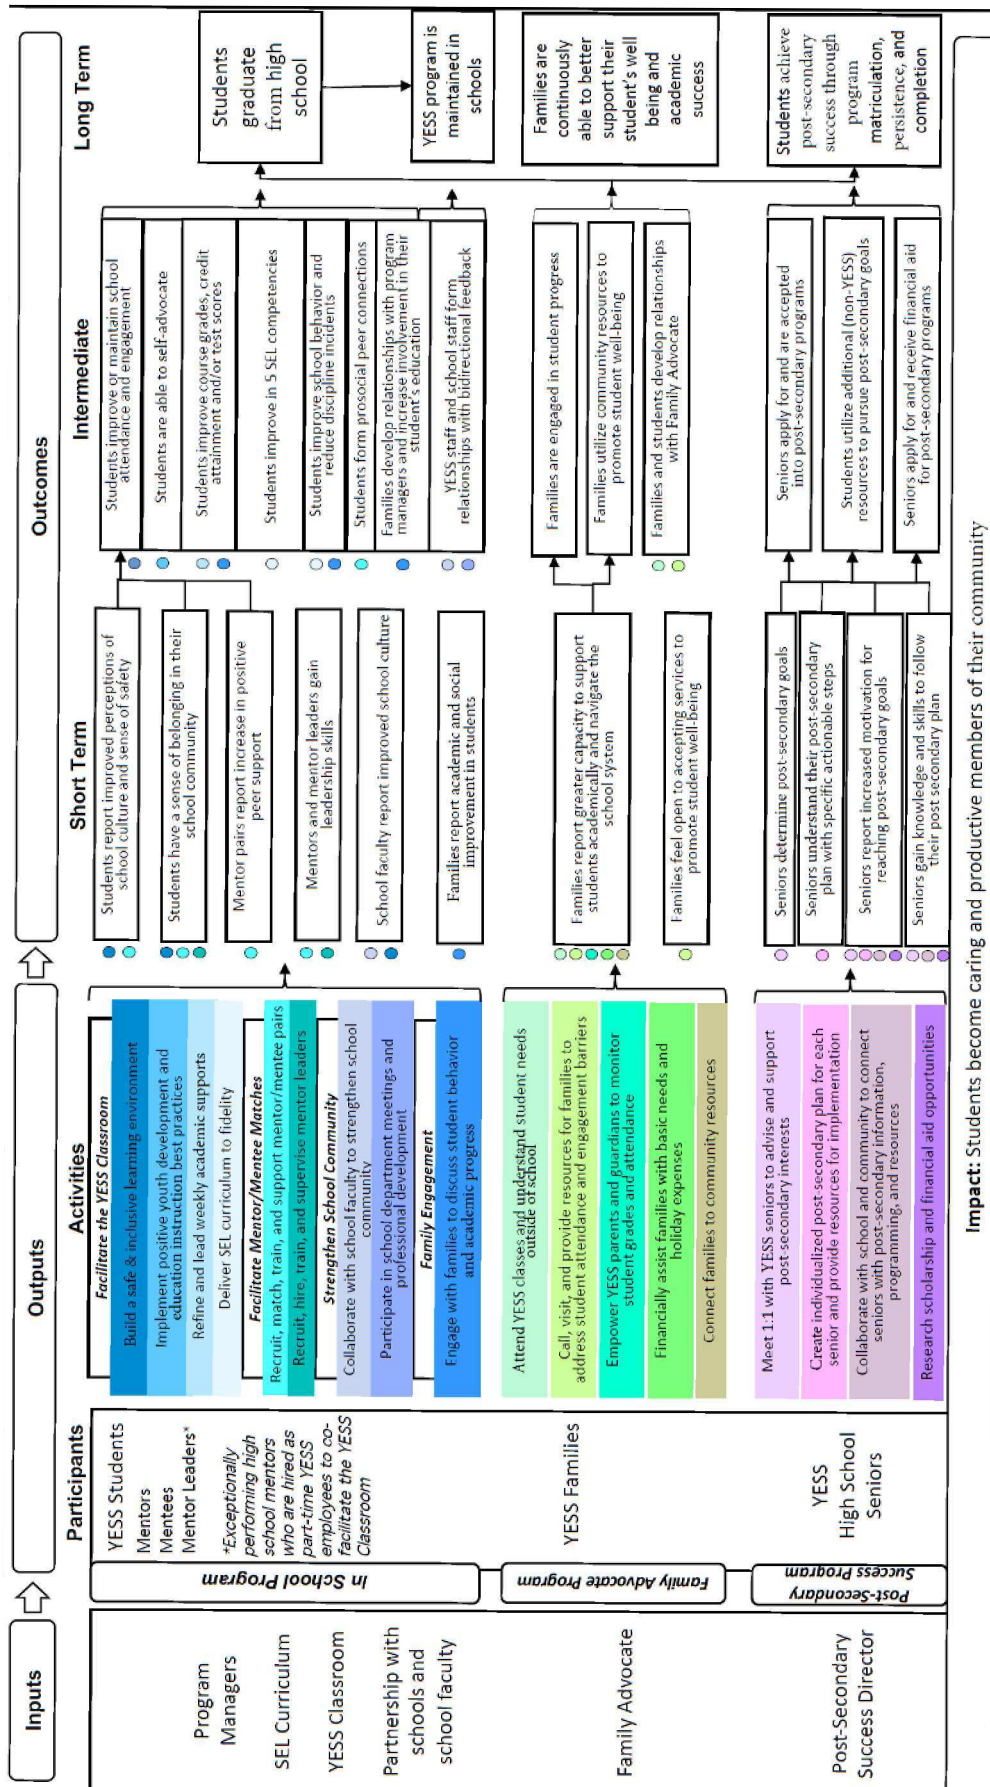 Inputs
Outputs
Outcomes
Participants
Activities
Short Term
Intermediate
Long Term
Program
Managers
SEL Curriculum
YESS Classroom
Partnership with
schools and
school faculty
Family Advocate
Post-Secondary
Success Director
In School Program
Family Advocate Program
Post-Secondary
Success Program
YESS Students
Mentors
Mentees
Mentor Leaders*
*Exceptionally
performing high
school mentors
who are hired as
part-time YESS
employees to co-
facilitate the YESS
Classroom
YESS Families
YESS
High School
Seniors
Facilitate the YESS Classroom
Build a safe & inclusive learning environment
Implement positive youth development and
education instruction best practices
Refine and lead weekly academic supports
Deliver SEL curriculum to fidelity
Facilitate Mentor/Mentee Matches
Recruit, match, train, and support mentor/mentee pairs
Recruit, hire, train, and supervise mentor leaders
Strengthen School Community
Collaborate with school faculty to strengthen school
community
Participate in school department meetings and
professional development
Family Engagement
Engage with families to discuss student behavior
and academic progress
Attend YESS classes and understand student needs
outside of school
Call, visit, and provide resources for families to
address student attendance and engagement barriers
Empower YESS parents and guardians to monitor
student grades and attendance
Financially assist families with basic needs and
holiday expenses
Connect families to community resources
Meet 1:1 with YESS seniors to advise and support
post-secondary interests
Create individualized post-secondary plan for each
senior and provide resources for implementation
Collaborate with school and community to connect
seniors with post-secondary information,
programming, and resources
Research scholarship and financial aid opportunities
Students report improved perceptions of
school culture and sense of safety
Students have a sense of belonging in their
school community
Mentor pairs report increase in positive
peer support
Mentors and mentor leaders gain
leadership skills
School faculty report improved school culture
Families report academic and social
improvement in students
Families report greater capacity to support
students academically and navigate the
school system
Families feel open to accepting services to
promote student well-being
Seniors determine post-secondary goals
Seniors understand their post-secondary
plan with specific actionable steps
Seniors report increased motivation for
reaching post-secondary goals
Seniors gain knowledge and skills to follow
their post secondary plan
Students improve or maintain school
attendance and engagement
Students are able to self-advocate
Students improve course grades, credit
attainment and/or test scores
Students improve in 5 SEL competencies
Students improve school behavior and
reduce discipline incidents
Students form prosocial peer connections
Families develop relationships with program
managers and increase involvement in their
student's education
YESS staff and school staff form
relationships with bidirectional feedback
Families are engaged in student progress
Families utilize community resources to
promote student well-being
Families and students develop relationships
with Family Advocate
Seniors apply for and are accepted
into post-secondary programs
Students utilize additional (non-YESS)
resources to pursue post-secondary goals
Seniors apply for and receive financial aid
for post-secondary programs
Students
graduate
from high
school
YESS program is
maintained in
schools
Families are
continuously
able to better
support their
student's well
being and
academic
success
Students achieve
post-secondary
success through
program
matriculation,
persistence, and
completion
Impact: Students become caring and productive members of their community